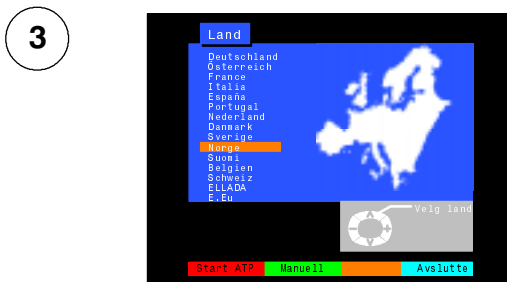 3
Land
Deutschland
Österreich
France
Italia
España
Portugal
Nederland
Danmark
Sverige
Norge
Suomi
Belgien
Schweiz
ELLADA
E.Eu
Velg land
Start ATP Manuell Avslutte